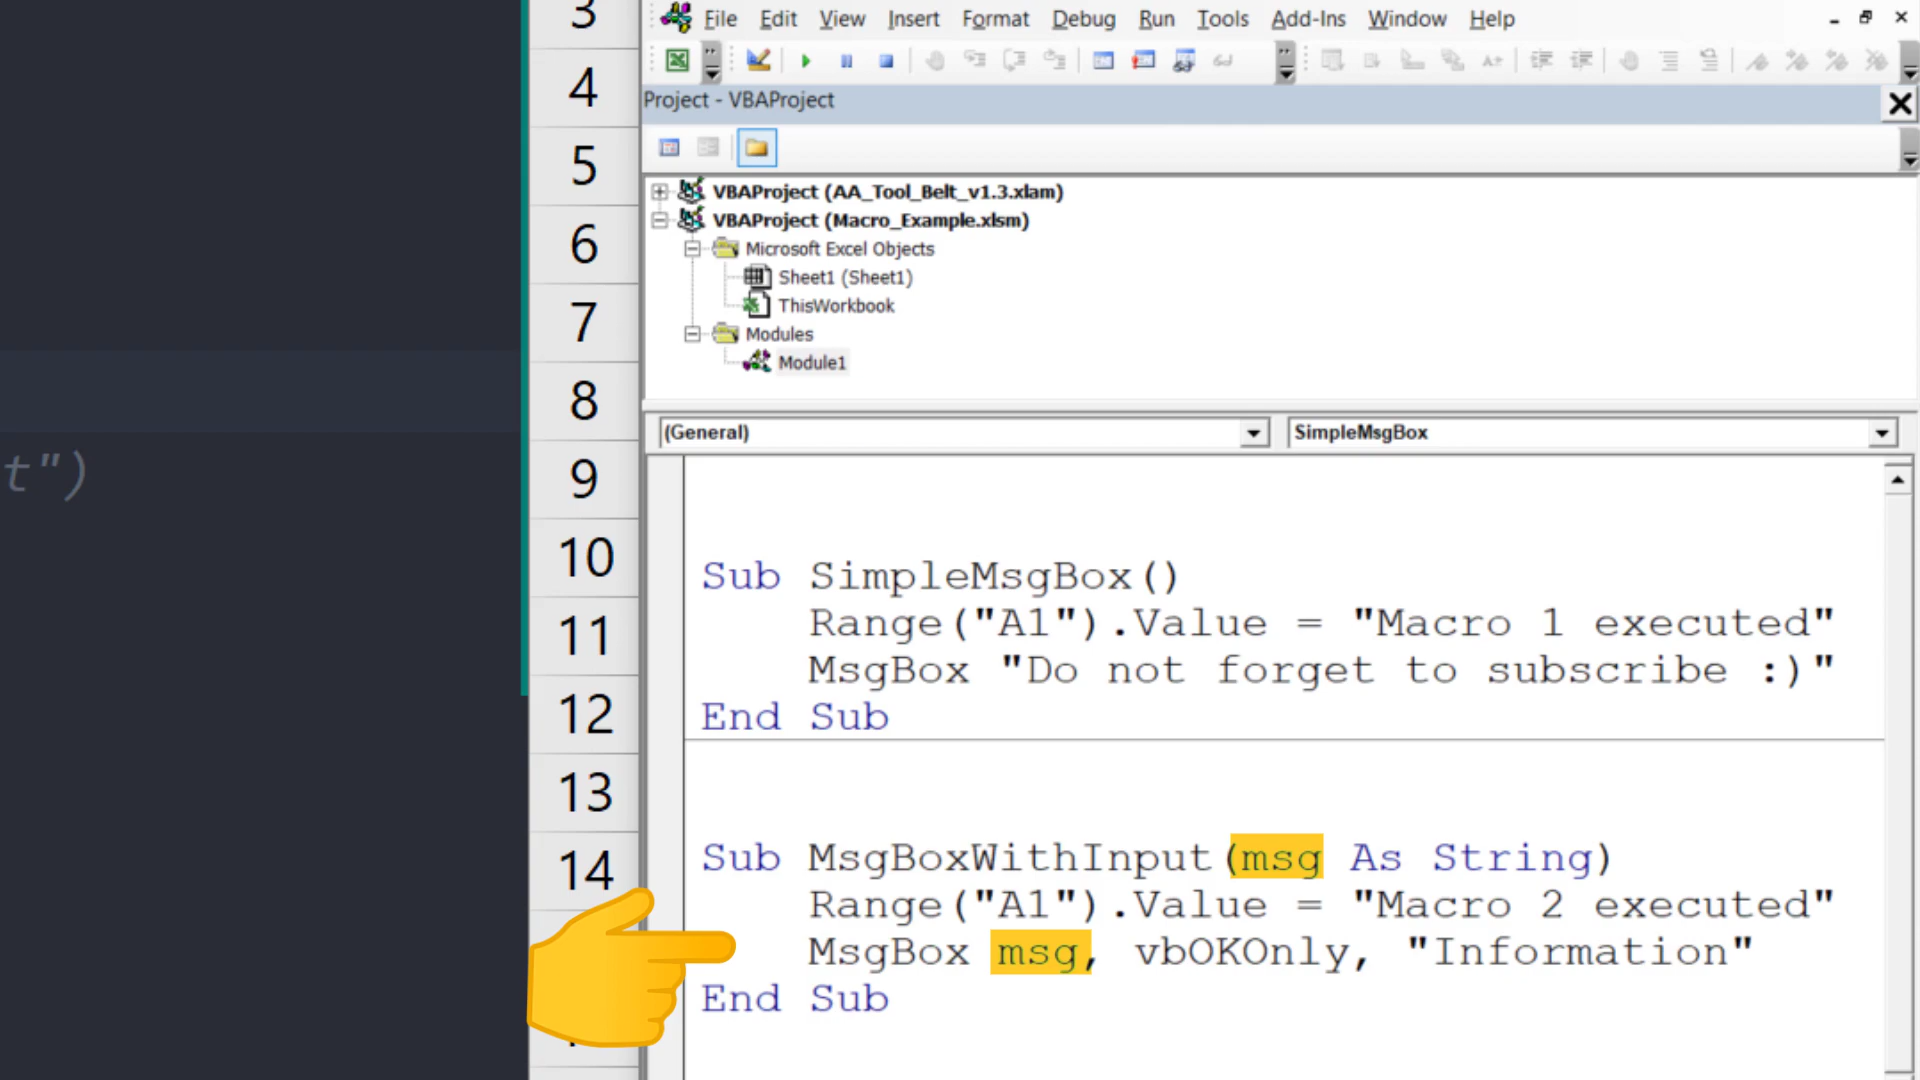 t")
3
4
5
6
7
8
9
10
11
12
13
14
File Edit View Insert Format Debug Run Tools Add-Ins Window Help
Project - VBAProject
VBAProject (AA_Tool_Belt_v1.3.xlam)
VBAProject (Macro_Example.xlsm)
Microsoft Excel Objects
Sheet1 (Sheet1)
ThisWorkbook
Modules
Module1
(General)
SimpleMsgBox
Sub SimpleMsgBox()
Range("A1").Value = "Macro 1 executed"
MsgBox "Do not forget to subscribe :)"
End Sub
Sub MsgBoxWithInput(msg As String)
Range("A1").Value = "Macro 2 executed"
MsgBox msg, vbOKOnly, "Information"
End Sub